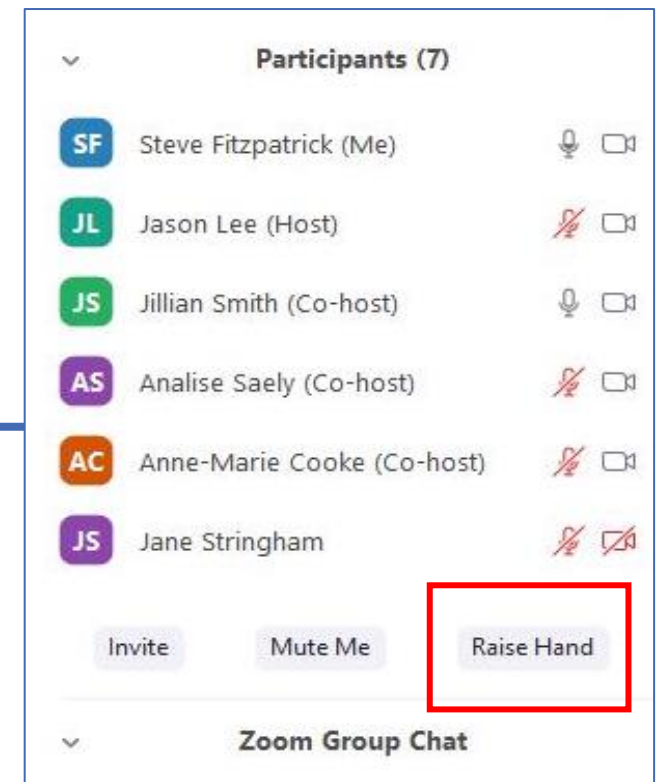 Participants (7)
SF Steve Fitzpatrick (Me)
JL Jason Lee (Host)
JS Jillian Smith (Co-host)
AS Analise Saely (Co-host)
AC Anne-Marie Cooke (Co-host)
JS Jane Stringham
Invite Mute Me Raise Hand
Zoom Group Chat